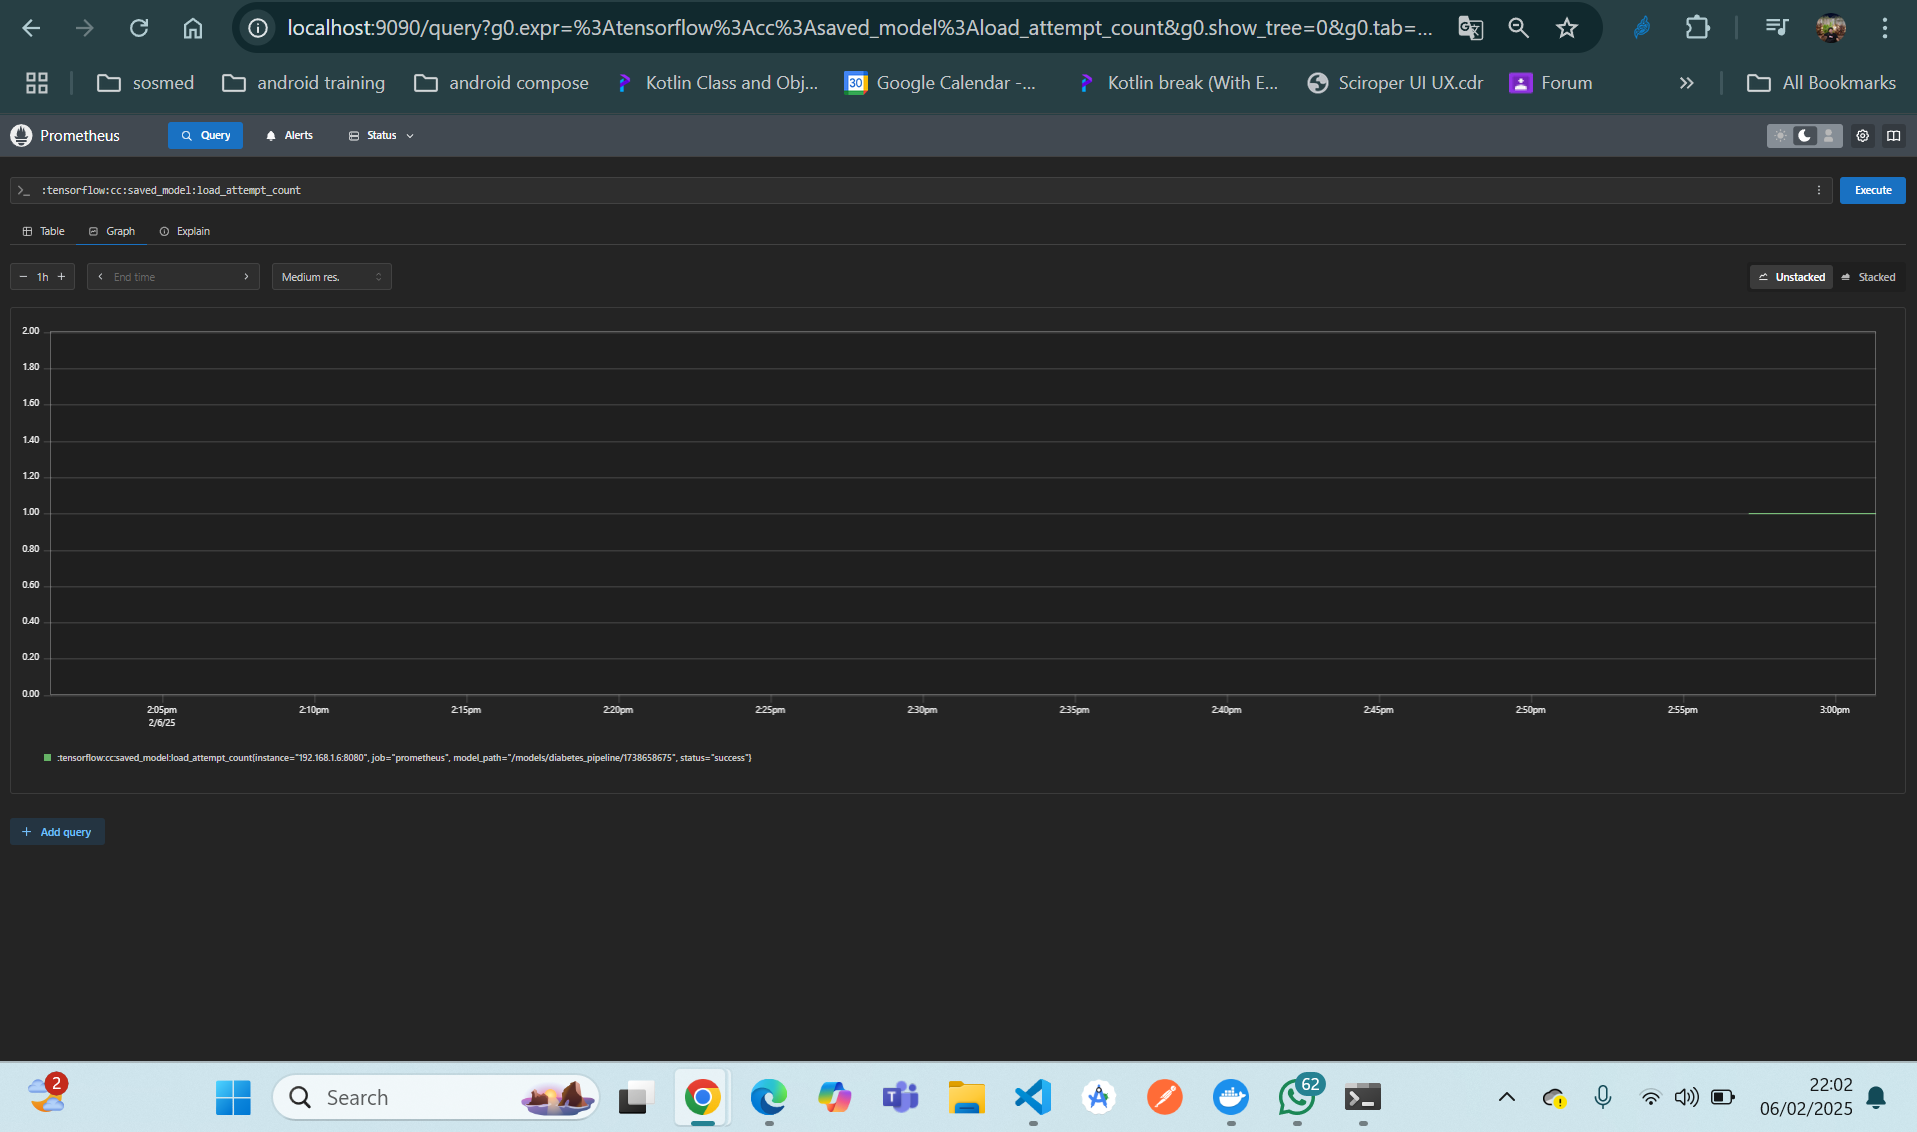 localhost:9090/query?g0.expr=%3Atensorflow%3Acc%3Asaved_model%3Aload_attempt_count&g0.show_tree=0&g0.tab=...
sosmed
android training
android compose
Kotlin Class and Obj...
30
Google Calendar -...
Kotlin break (With E...
Sciroper UI UX.cdr
Forum
All Bookmarks
Prometheus
Query
Alerts
Status
>_ :tensorflow:cc:saved_model:load_attempt_count
Execute
Table
Graph
Explain
− 1h +
End time
Medium res.
Unstacked
Stacked
2.00
1.80
1.60
1.40
1.20
1.00
0.80
0.60
0.40
0.20
0.00
2:05pm
2/6/25
2:10pm
2:15pm
2:20pm
2:25pm
2:30pm
2:35pm
2:40pm
2:45pm
2:50pm
2:55pm
3:00pm
:tensorflow:cc:saved_model:load_attempt_count{instance="192.168.1.6:8080", job="prometheus", model_path="/models/diabetes_pipeline/1738658675", status="success"}
+ Add query
2
Search
62
22:02
06/02/2025